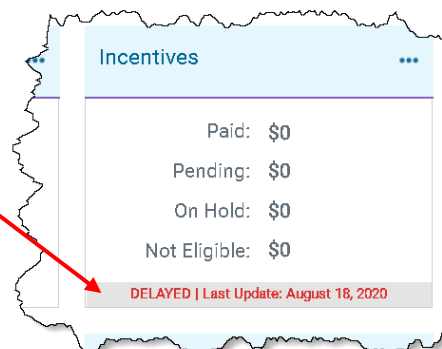 Incentives
Paid: $0
Pending: $0
On Hold: $0
Not Eligible: $0
DELAYED | Last Update: August 18, 2020